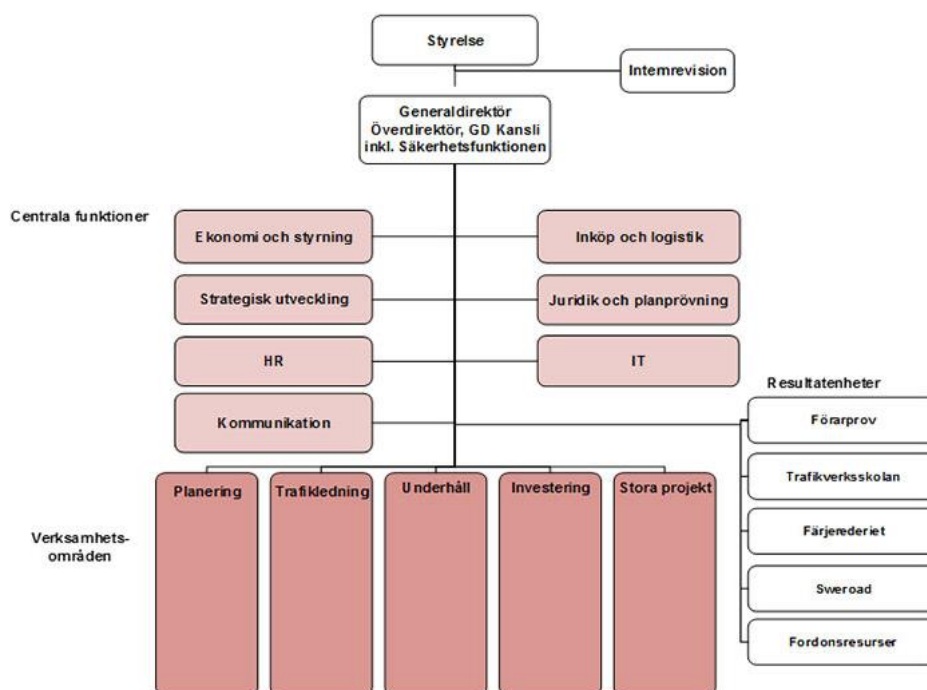 Styrelse
Internrevision
Generaldirektör
Överdirektör, GD Kansli
inkl. Säkerhetsfunktionen
Centrala funktioner
Ekonomi och styrning
Inköp och logistik
Strategisk utveckling
Juridik och planprövning
HR
IT
Kommunikation
Resultatenheter
Förarprov
Trafikverksskolan
Färjerederiet
Sweroad
Fordonsresurser
Verksamhets-
områden
Planering
Trafikledning
Underhåll
Investering
Stora projekt